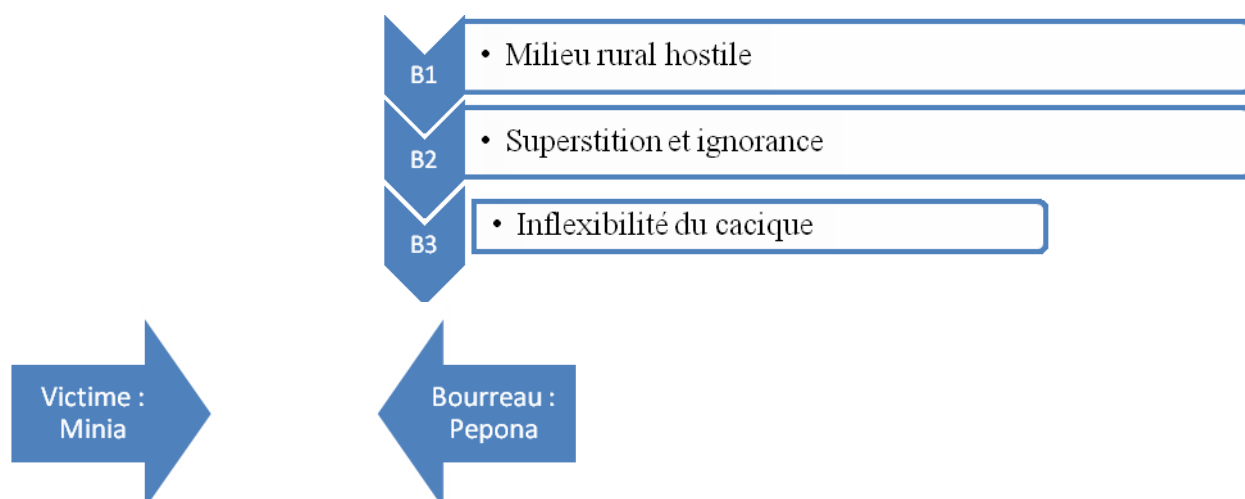 B1
• Milieu rural hostile
B2
• Superstition et ignorance
B3
• Inflexibilité du cacique
Victime :
Minia
Bourreau :
Pepona